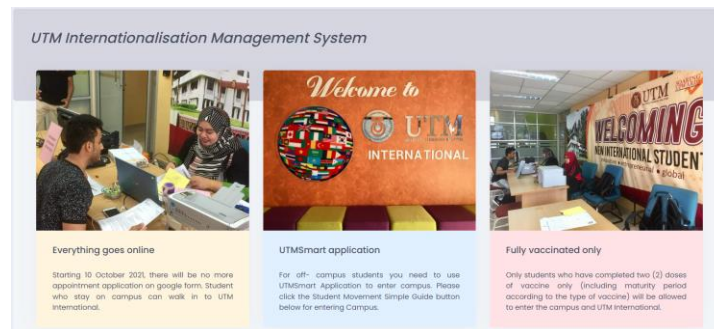 UTM Internationalisation Management System
Welcome to
UTM
INTERNATIONAL
UTM
WELCOMING
NEW INTERNATIONAL STUDENT
entrepreneurial • global
Everything goes online
Starting 10 October 2021, there will be no more
appointment application on google form. Student
who stay on campus can walk in to UTM
International.
UTMSmart application
For off- campus students you need to use
UTMSmart Application to enter campus. Please
click the Student Movement Simple Guide button
below for entering Campus.
Fully vaccinated only
Only students who have completed two (2) doses
of vaccine only (including maturity period
according to the type of vaccine) will be allowed
to enter the campus and UTM International.